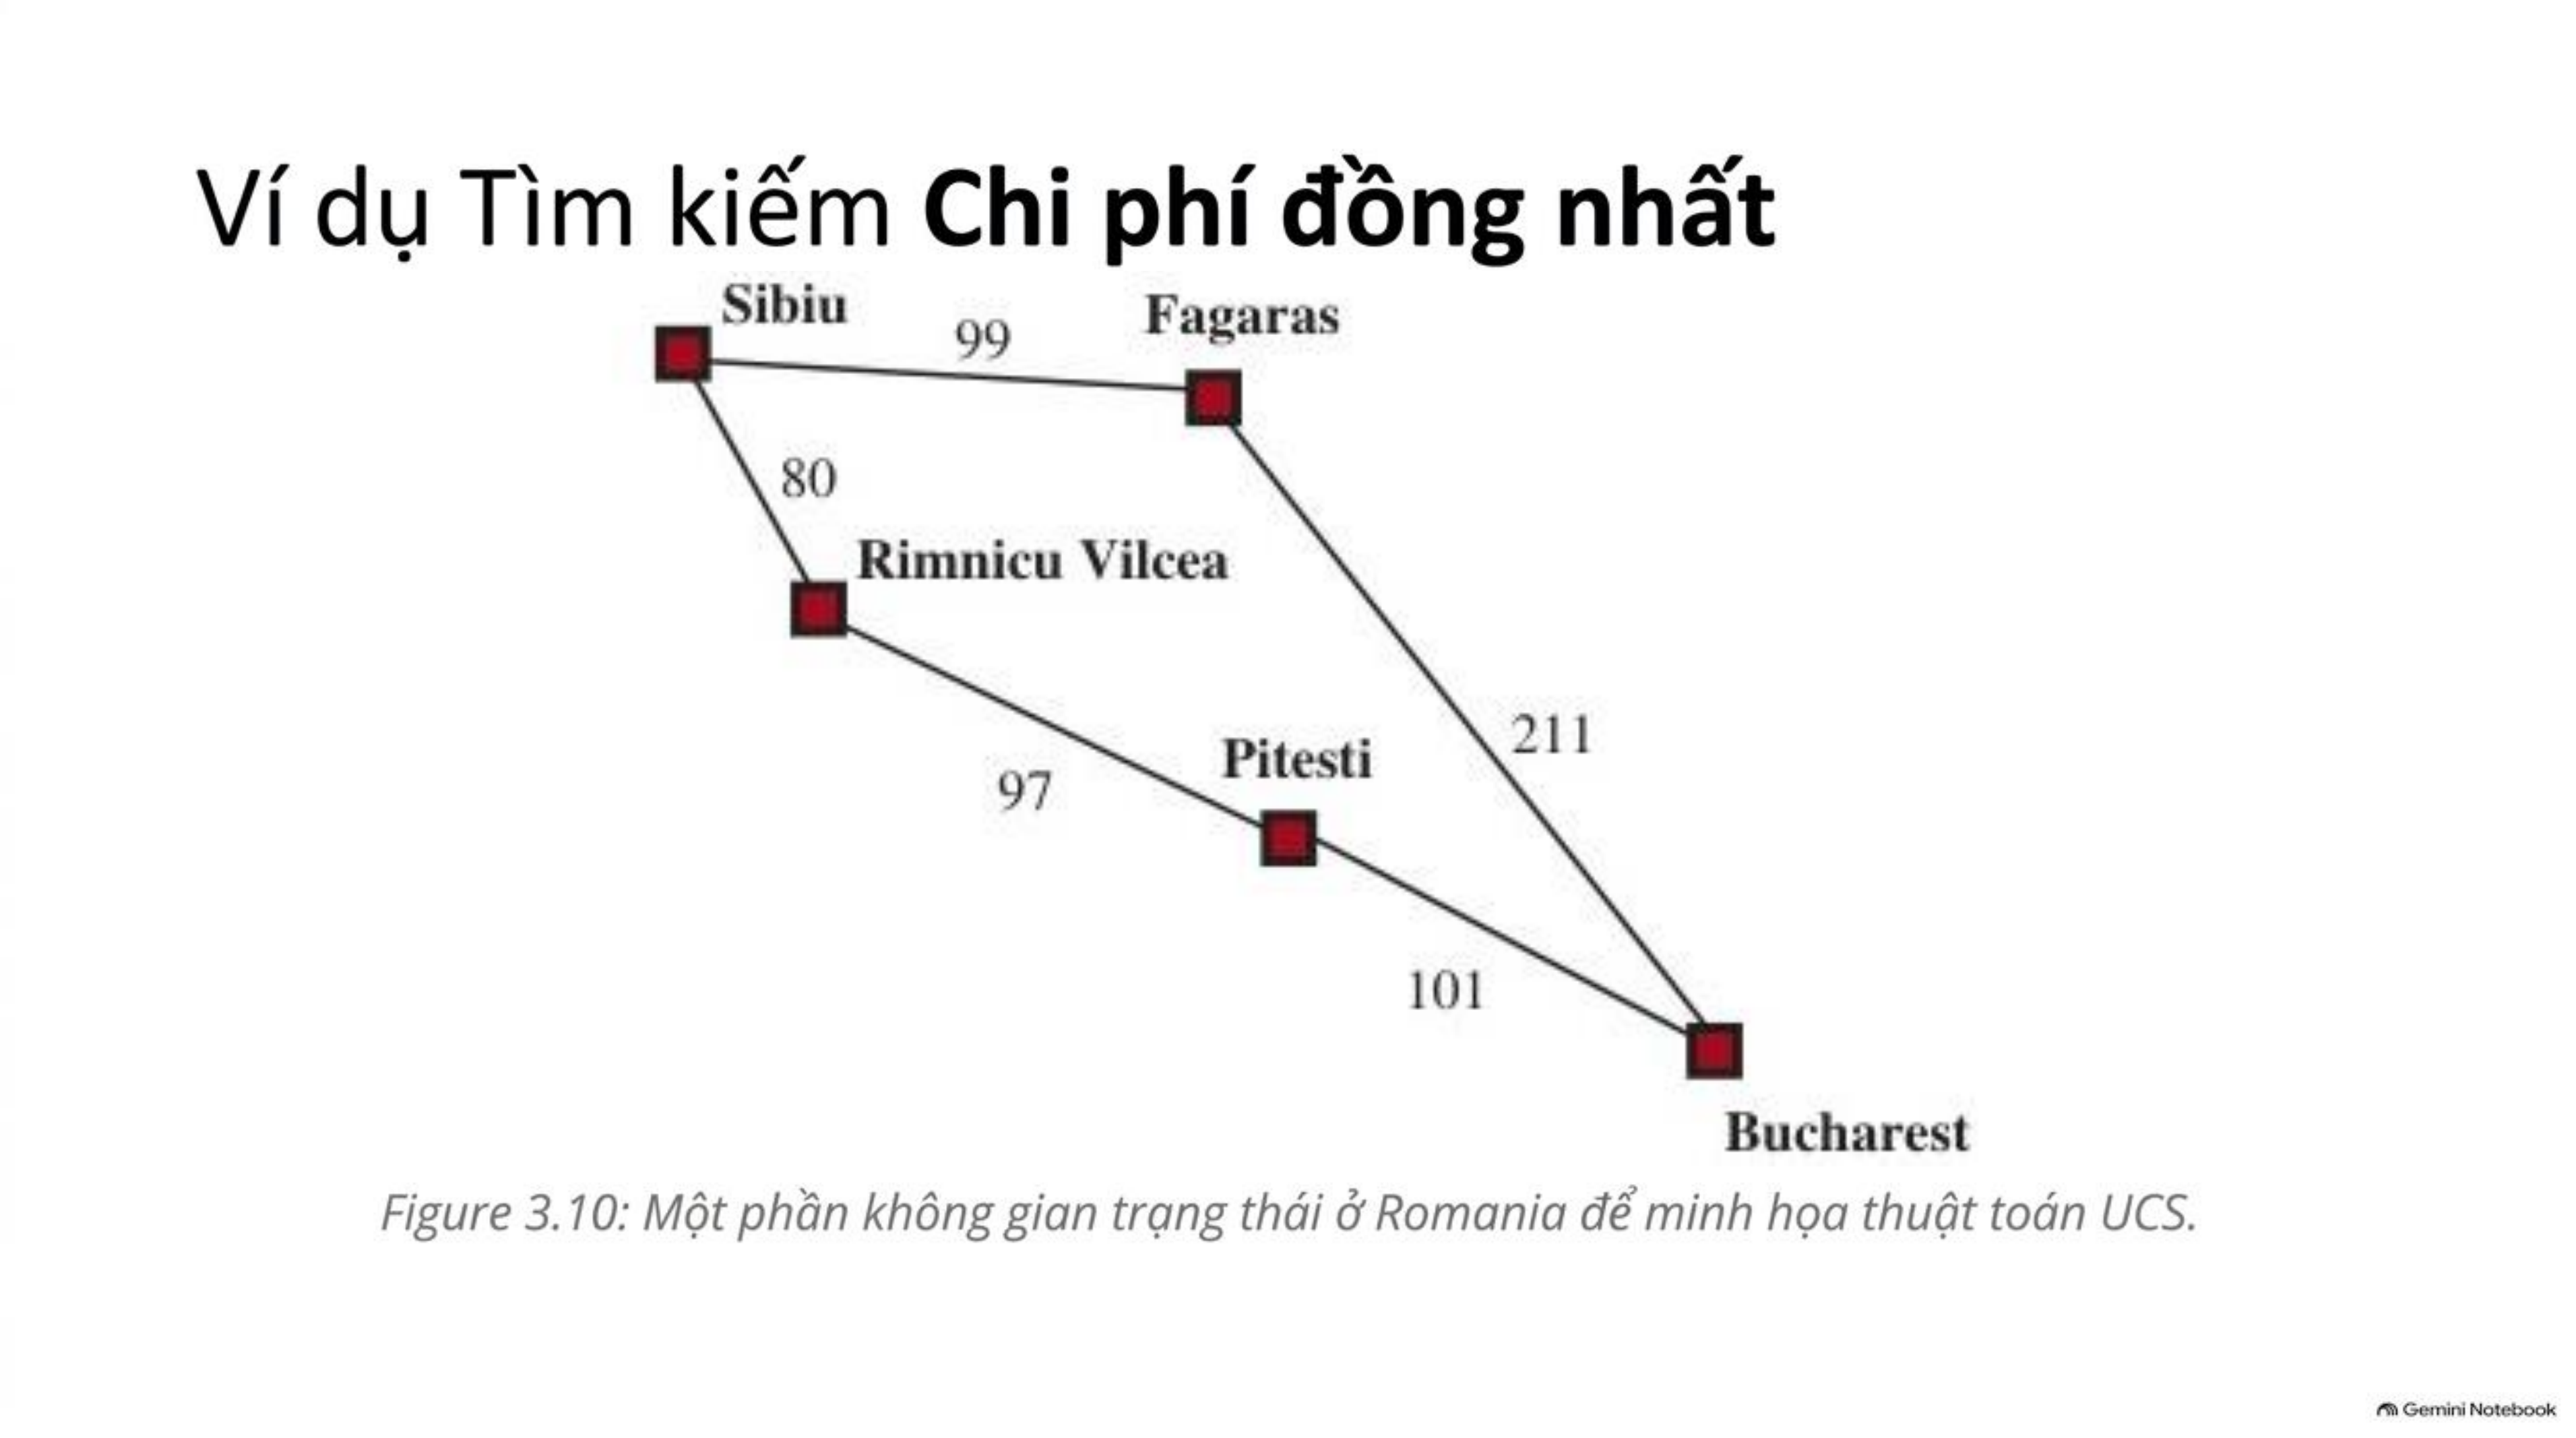 Ví dụ Tìm kiếm Chi phí đồng nhất
Sibiu
Fagaras
99
80
Rimnicu Vilcea
211
Pitesti
97
101
Bucharest
Figure 3.10: Một phần không gian trạng thái ở Romania để minh họa thuật toán UCS.
Gemini Notebook